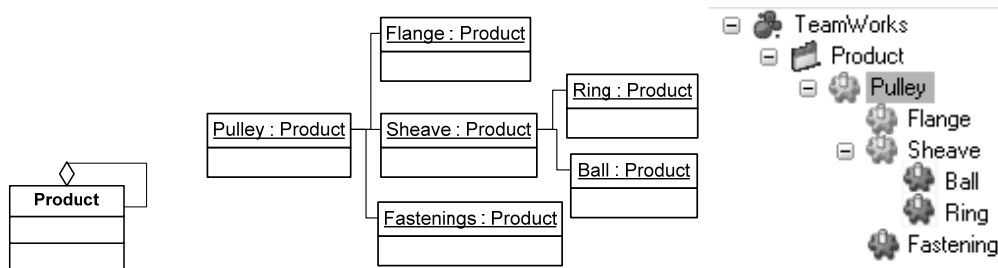 Product
Pulley : Product
Flange : Product
Sheave : Product
Fastenings : Product
Ring : Product
Ball : Product
TeamWorks
Product
Pulley
Flange
Sheave
Ball
Ring
Fastening